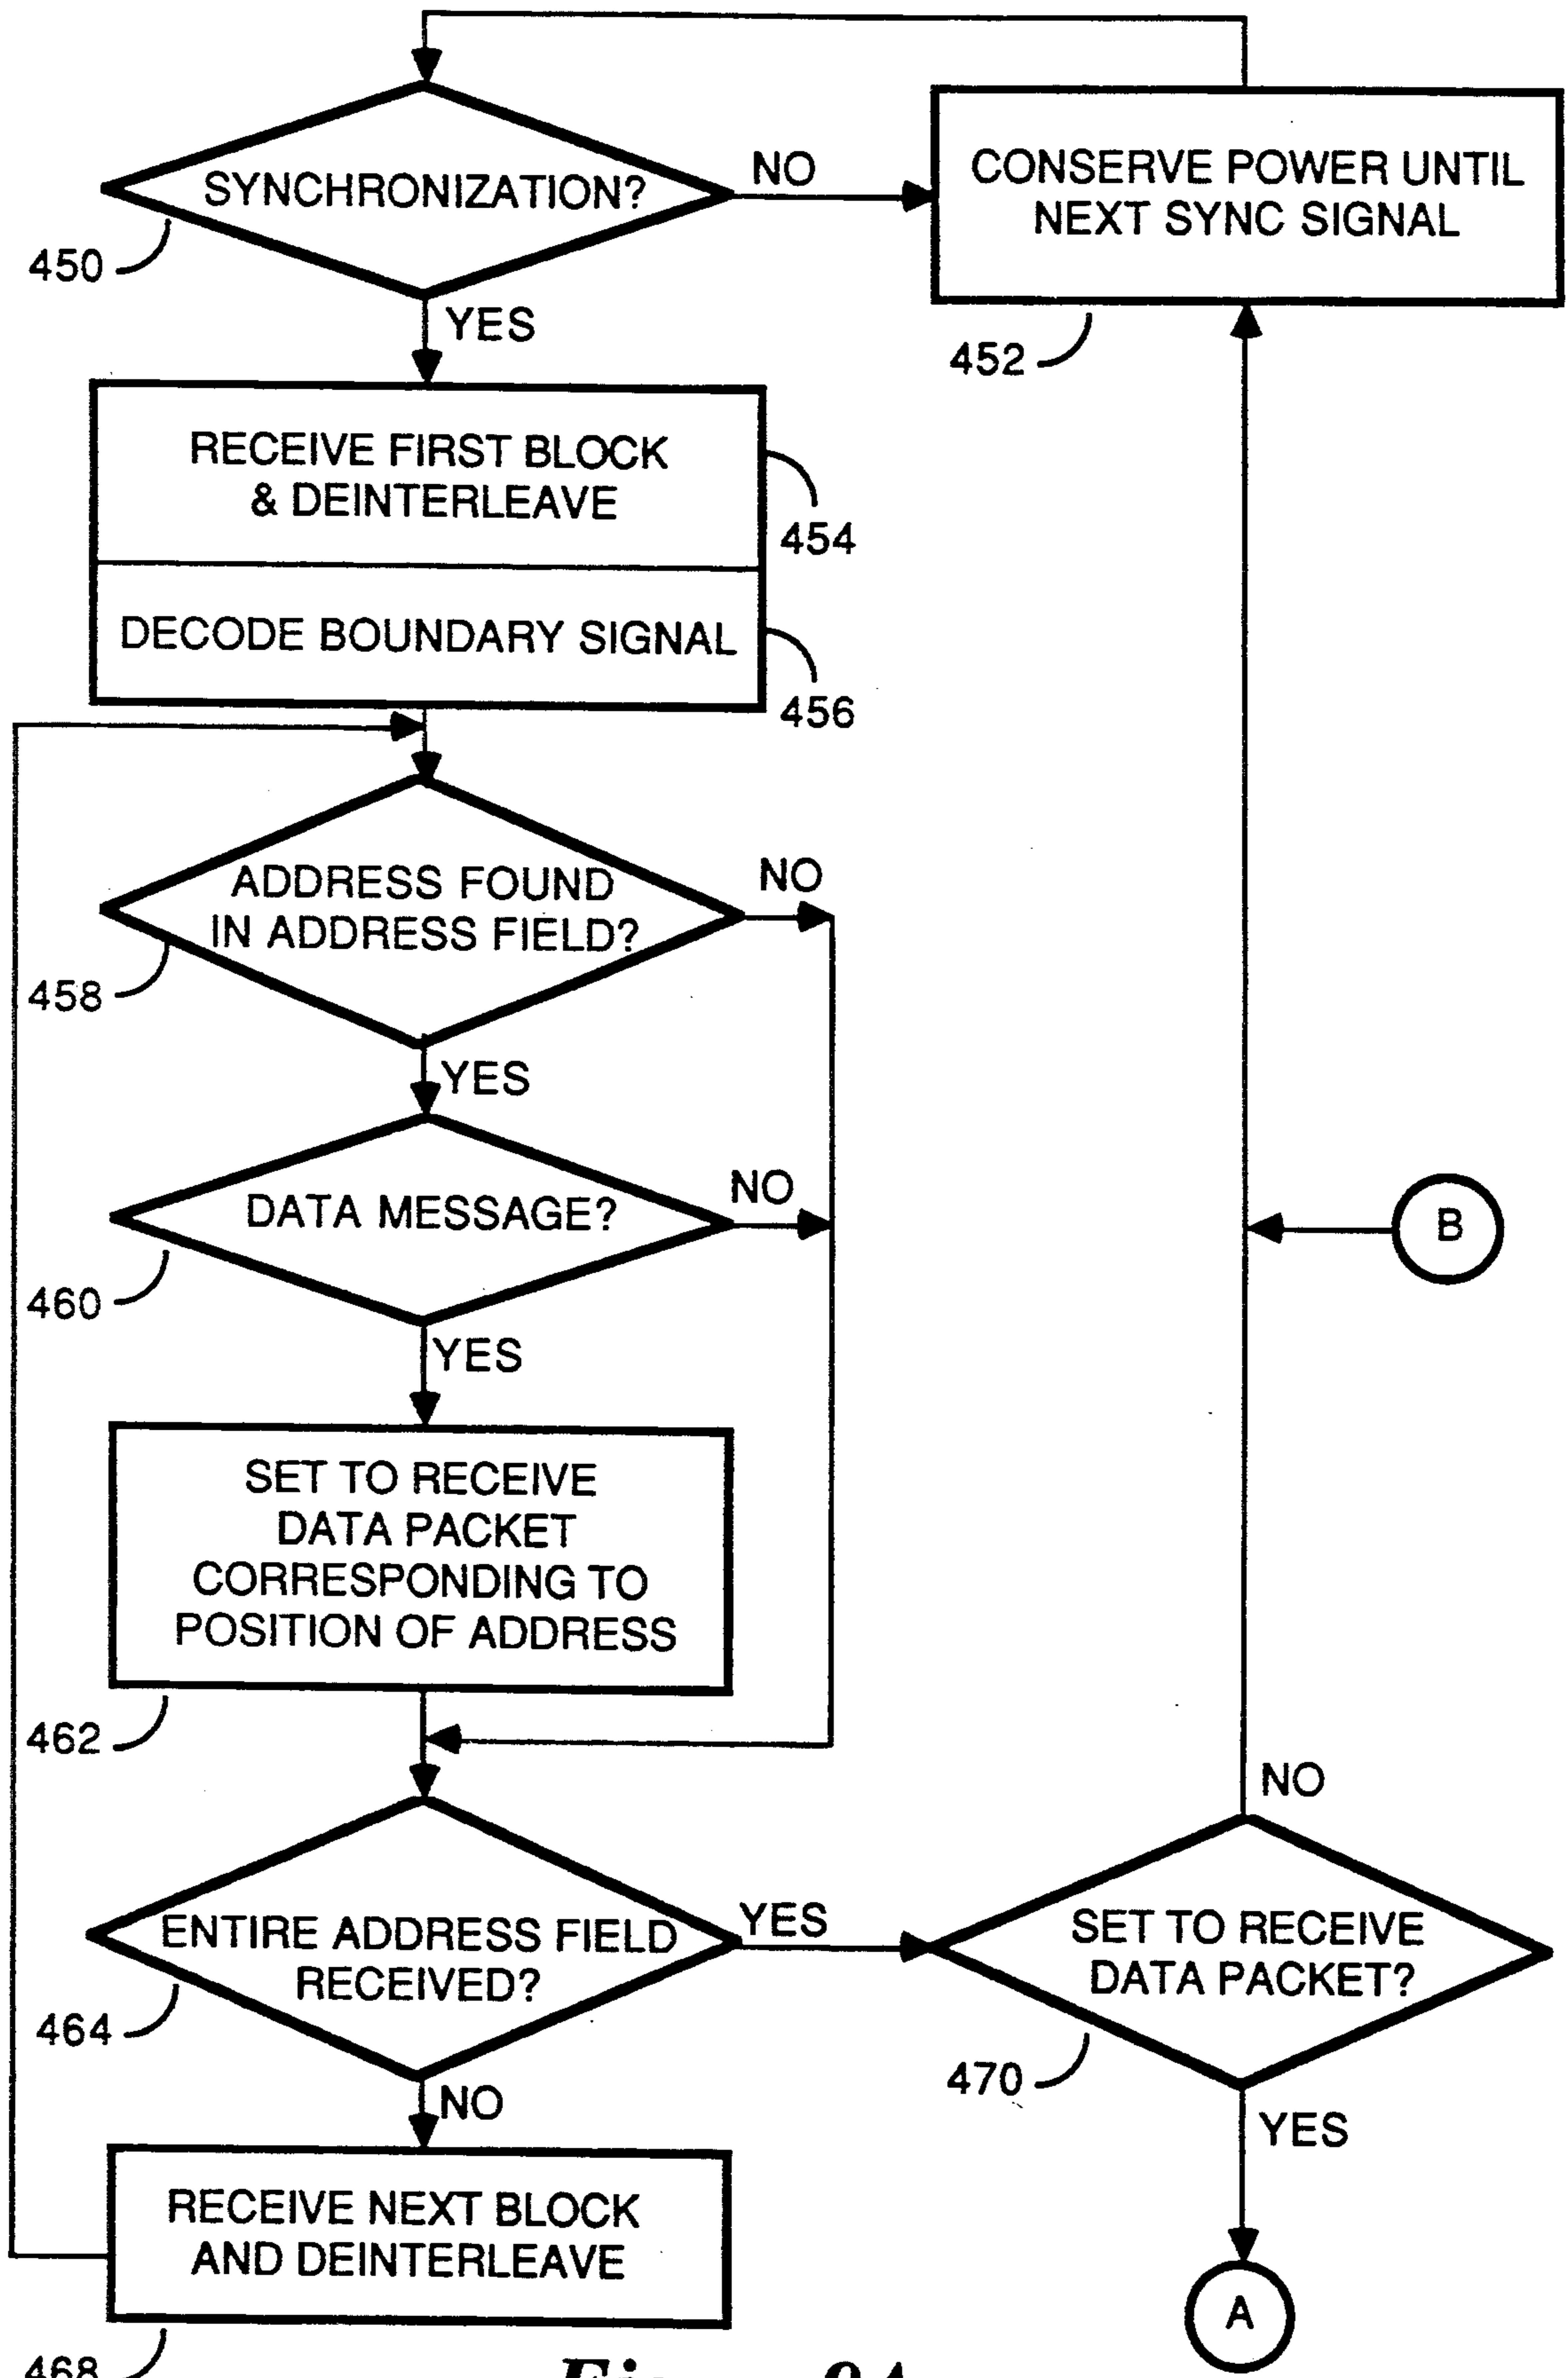 SYNCHRONIZATION?
NO
CONSERVE POWER UNTIL
NEXT SYNC SIGNAL
450
YES
452
RECEIVE FIRST BLOCK
& DEINTERLEAVE
454
DECODE BOUNDARY SIGNAL
456
ADDRESS FOUND
IN ADDRESS FIELD?
NO
458
YES
DATA MESSAGE?
NO
B
460
YES
SET TO RECEIVE
DATA PACKET
CORRESPONDING TO
POSITION OF ADDRESS
462
NO
ENTIRE ADDRESS FIELD
RECEIVED?
YES
SET TO RECEIVE
DATA PACKET?
464
470
NO
YES
RECEIVE NEXT BLOCK
AND DEINTERLEAVE
A
468